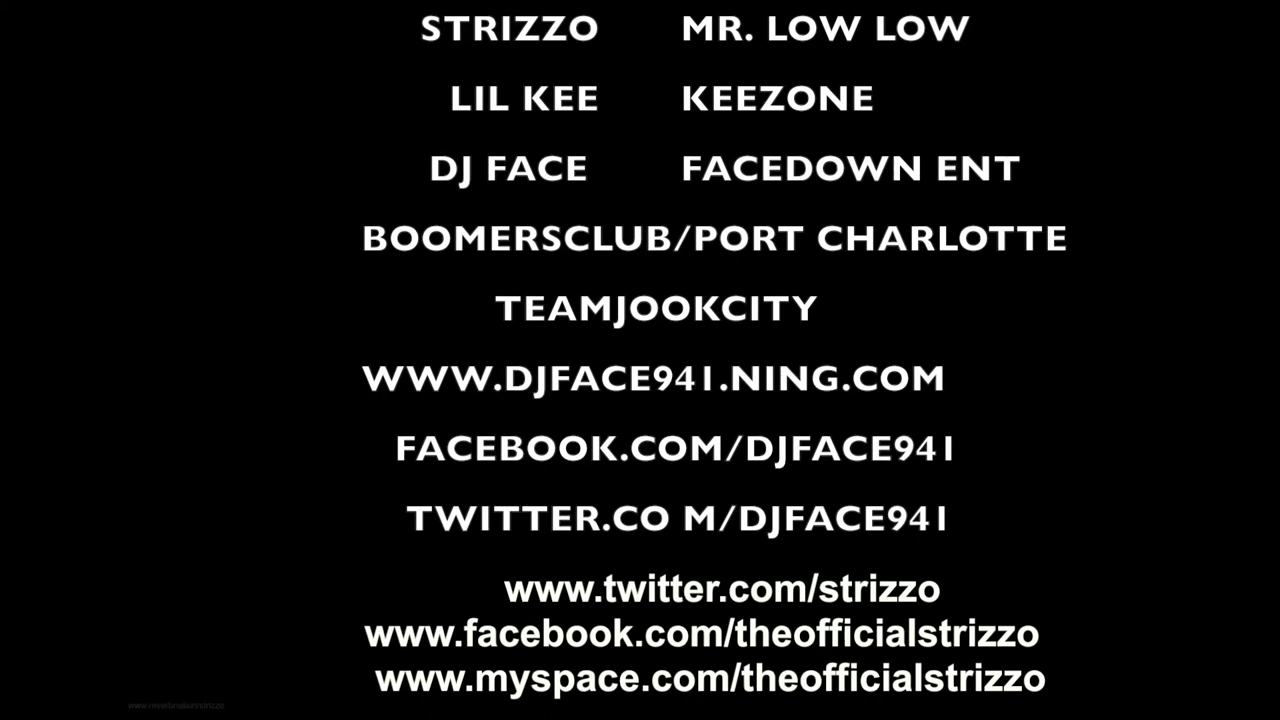 STRIZZO MR. LOW LOW
LIL KEE KEEZONE
DJ FACE FACEDOWN ENT
BOOMERSCLUB/PORT CHARLOTTE
TEAMJOOKCITY
WWW.DJFACE941.NING.COM
FACEBOOK.COM/DJFACE941
TWITTER.CO M/DJFACE941
www.twitter.com/strizzo
www.facebook.com/theofficialstrizzo
www.myspace.com/theofficialstrizzo